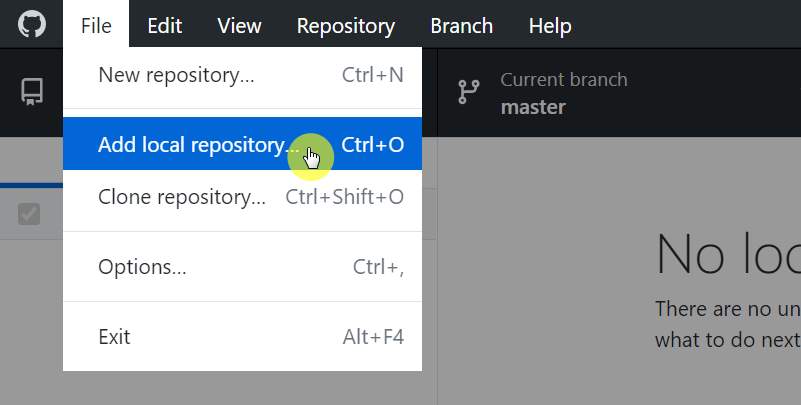 File Edit View Repository Branch Help
New repository... Ctrl+N
Add local repository... Ctrl+O
Clone repository... Ctrl+Shift+O
Options... Ctrl+,
Exit Alt+F4
Current branch
master
No loc
There are no un
what to do next